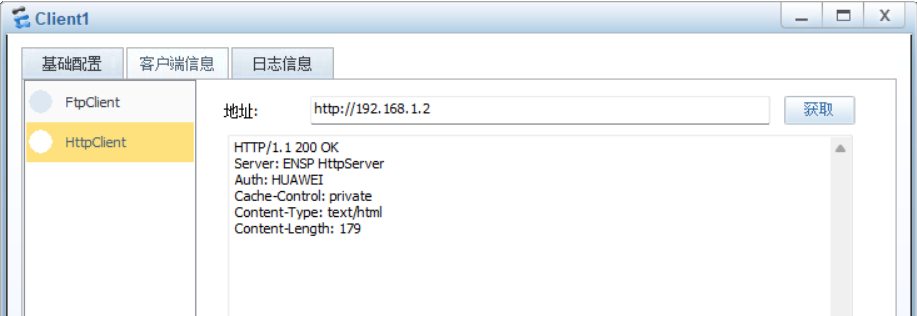 Client1
基础配置 客户端信息 日志信息
FtpClient
HttpClient
地址: http://192.168.1.2 获取
HTTP/1.1 200 OK
Server: ENSP HttpServer
Auth: HUAWEI
Cache-Control: private
Content-Type: text/html
Content-Length: 179